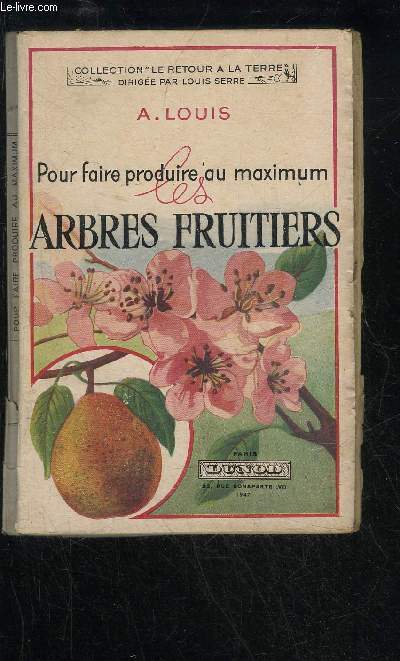 Le-livre.com
COLLECTION "LE RETOUR A LA TERRE"
DIRIGÉE PAR LOUIS SERRE
A. LOUIS
Pour faire produire au maximum
les
ARBRES FRUITIERS
PARIS
DUNOD
92, RUE BONAPARTE (VI)
1947
POUR FAIRE PRODUIRE AU MAXIMUM